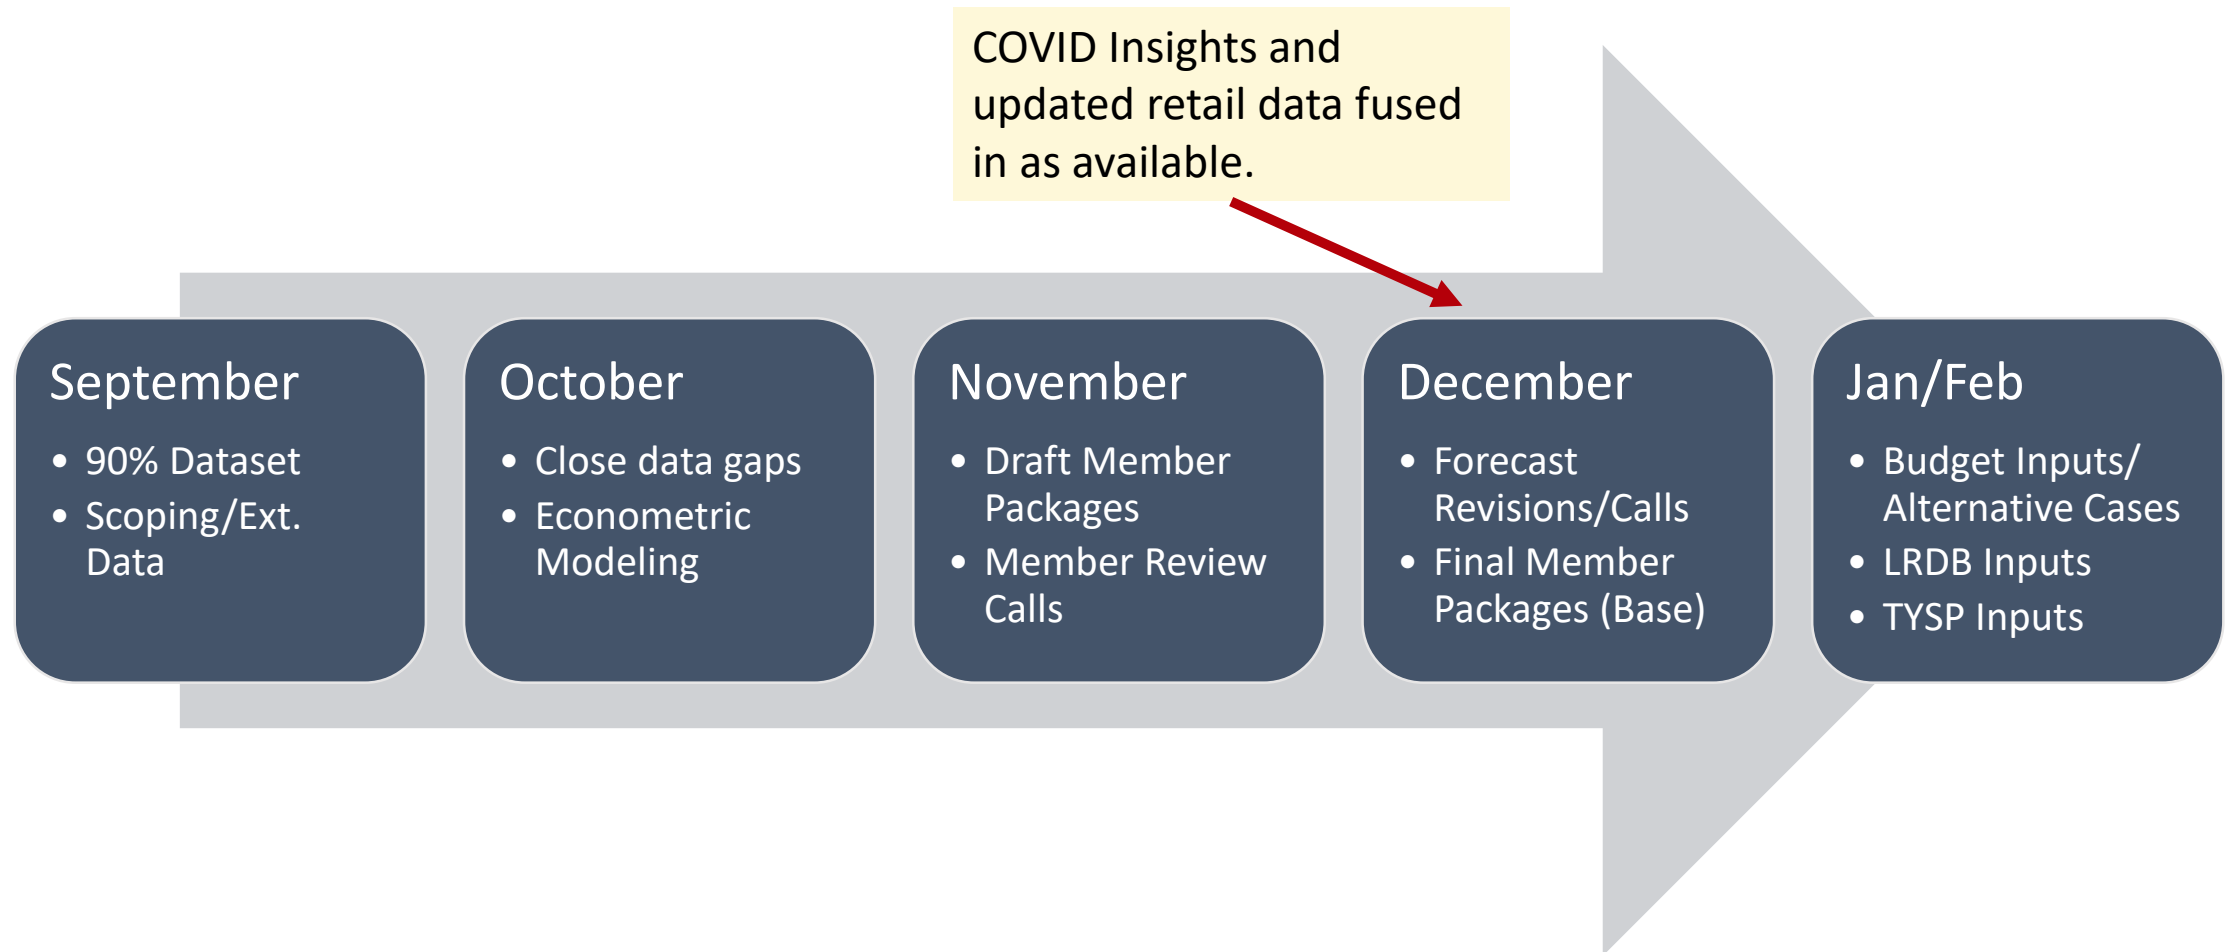 COVID Insights and
updated retail data fused
in as available.
September
• 90% Dataset
• Scoping/Ext.
Data
October
• Close data gaps
• Econometric
Modeling
November
• Draft Member
Packages
• Member Review
Calls
December
• Forecast
Revisions/Calls
• Final Member
Packages (Base)
Jan/Feb
• Budget Inputs/
Alternative Cases
• LRDB Inputs
• TYSP Inputs